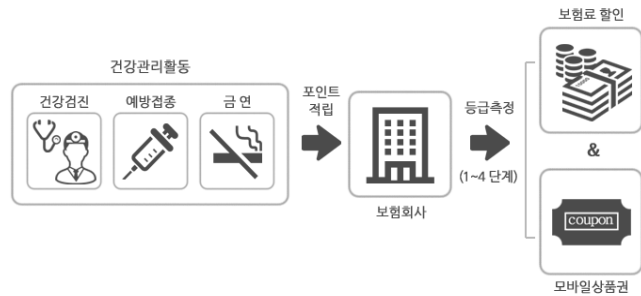 건강관리활동
건강검진
예방접종
금 연
포인트
적립
보험회사
등급측정
(1~4 단계)
보험료 할인
&
coupon
모바일상품권